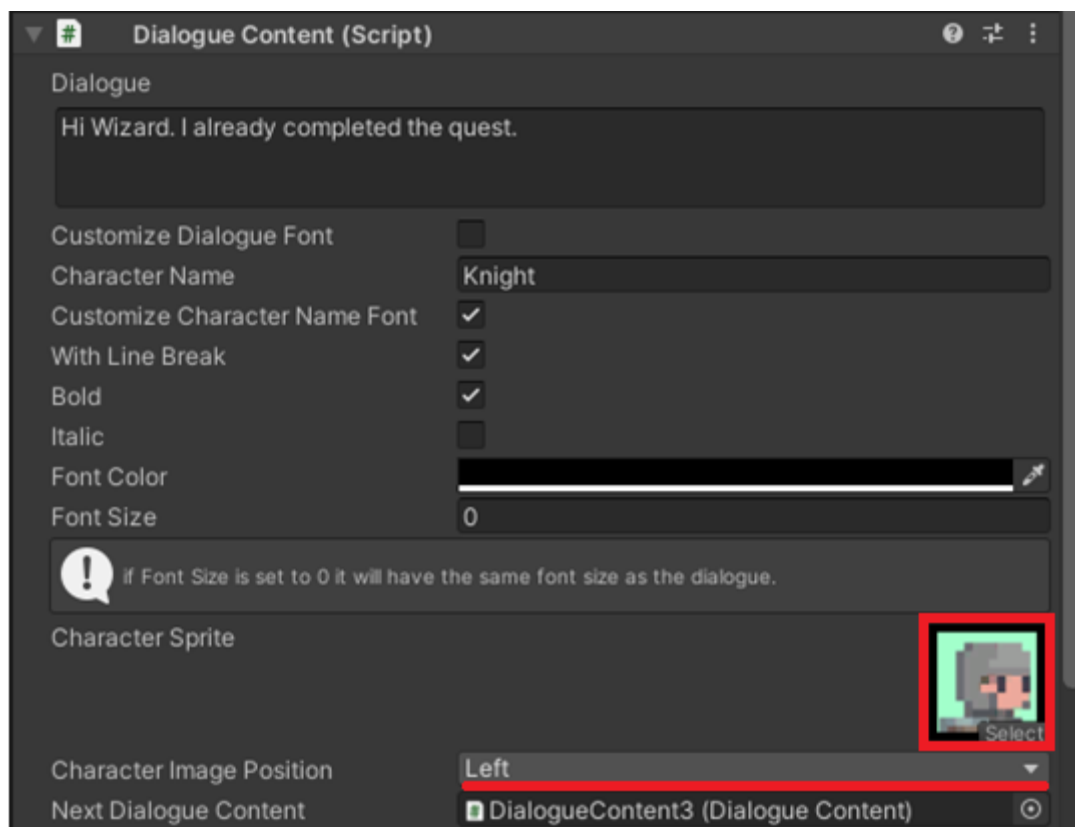 # Dialogue Content (Script)
Dialogue
Hi Wizard. I already completed the quest.
Customize Dialogue Font
Character Name Knight
Customize Character Name Font
With Line Break
Bold
Italic
Font Color
Font Size 0
if Font Size is set to 0 it will have the same font size as the dialogue.
Character Sprite
Select
Character Image Position Left
Next Dialogue Content # DialogueContent3 (Dialogue Content)